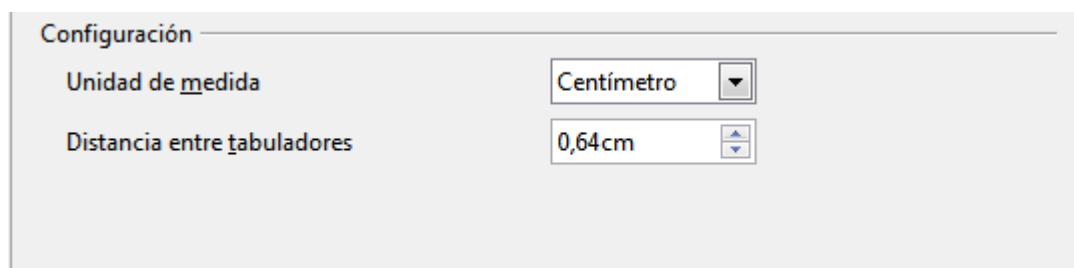 Configuración
Unidad de medida Centímetro
Distancia entre tabuladores 0,64cm